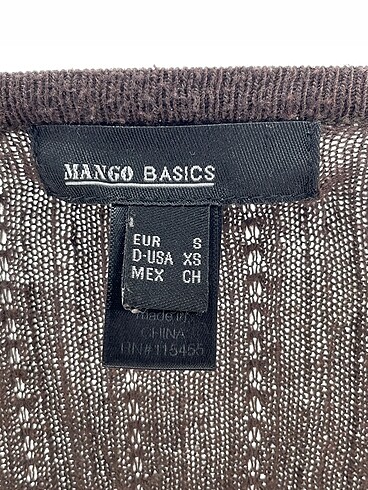 MANGO BASICS
EUR S
D-USA XS
MEX CH
made in
CHINA
RN#115455